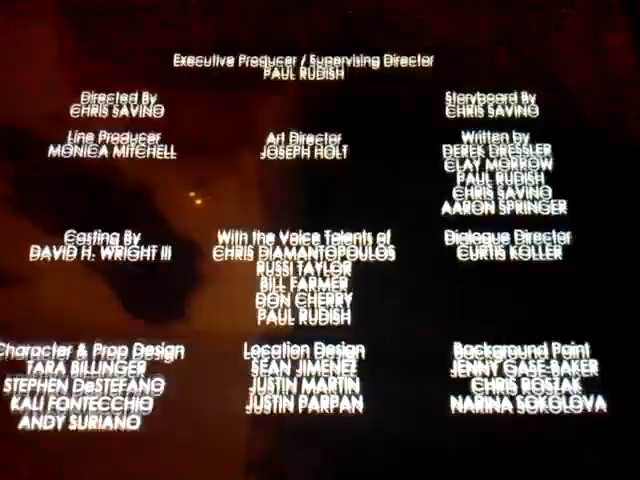 Executive Producer / Supervising Director
PAUL RUDISH
Directed By
CHRIS SAVINO
Storyboard By
CHRIS SAVINO
Line Producer
MONICA MITCHELL
Art Director
JOSEPH HOLT
Written by
DEREK DRESSLER
CLAY MORROW
PAUL RUDISH
CHRIS SAVINO
AARON SPRINGER
Casting By
DAVID H. WRIGHT III
With the Voice Talents of
CHRIS DIAMANTOPOULOS
RUSSI TAYLOR
BILL FARMER
DON CHERRY
PAUL RUDISH
Dialogue Director
CURTIS KOLLER
Character & Prop Design
TARA BILLINGER
STEPHEN DeSTEFANO
KALI FONTECCHIO
ANDY SURIANO
Location Design
SEAN JIMENEZ
JUSTIN MARTIN
JUSTIN PARPAN
Background Paint
JENNY GASE-BAKER
CHRIS ROSZAK
NARINA SOKOLOVA